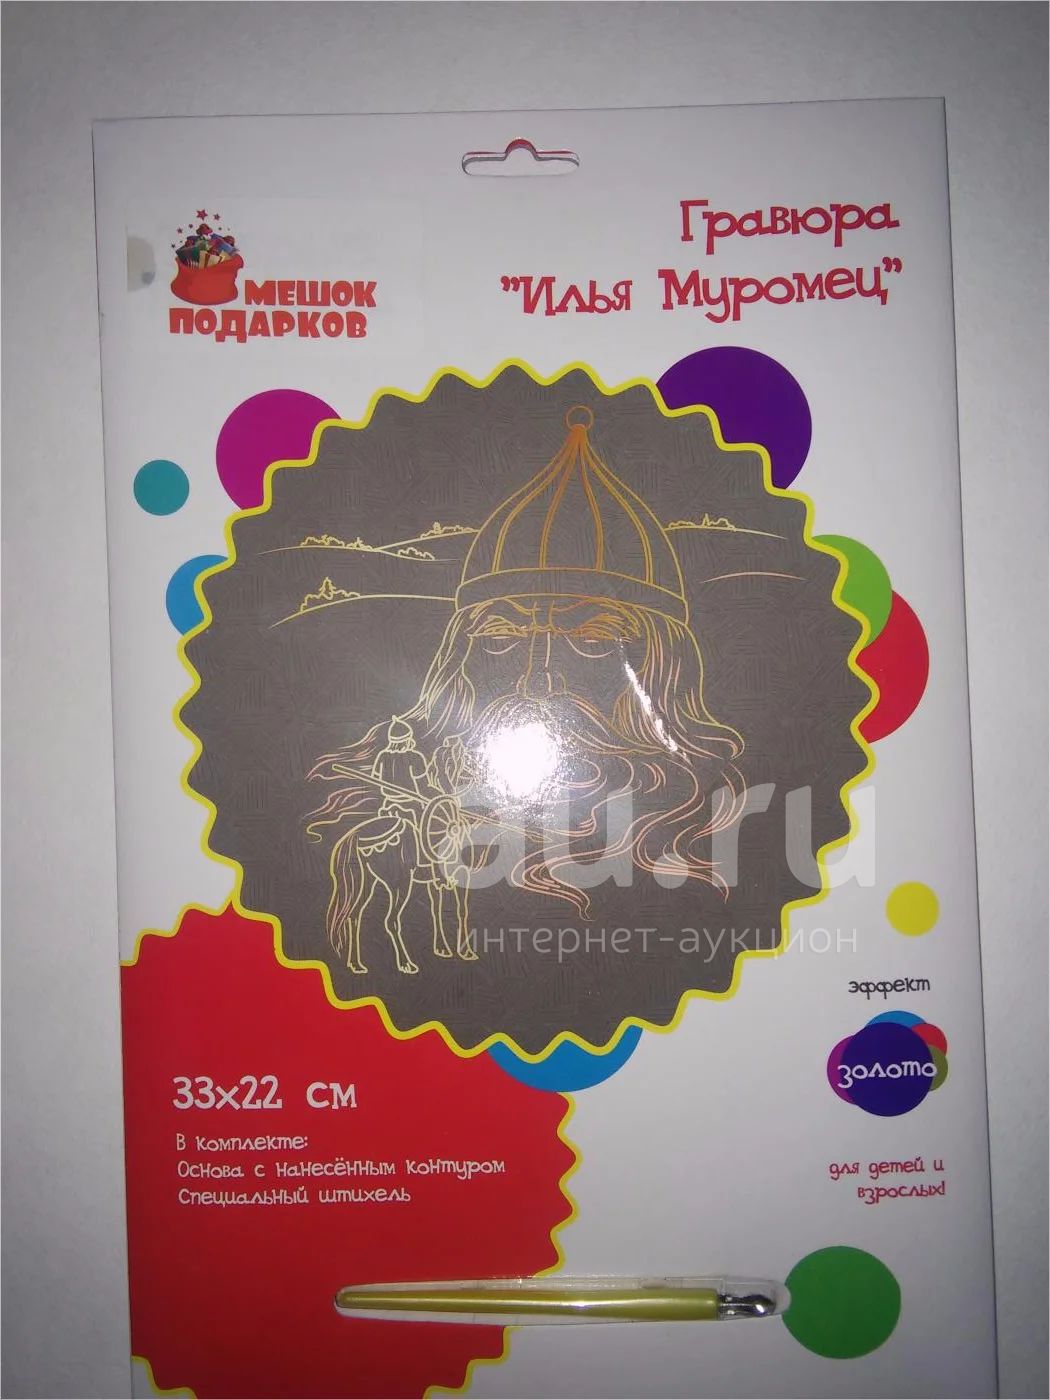 Гравюра
"Илья Муромец"
МЕШОК
ПОДАРКОВ
au.ru
интернет-аукцион
эффект
золото
33x22 см
В комплекте:
Основа с нанесённым контуром
Специальный штихель
для детей и
взрослых!